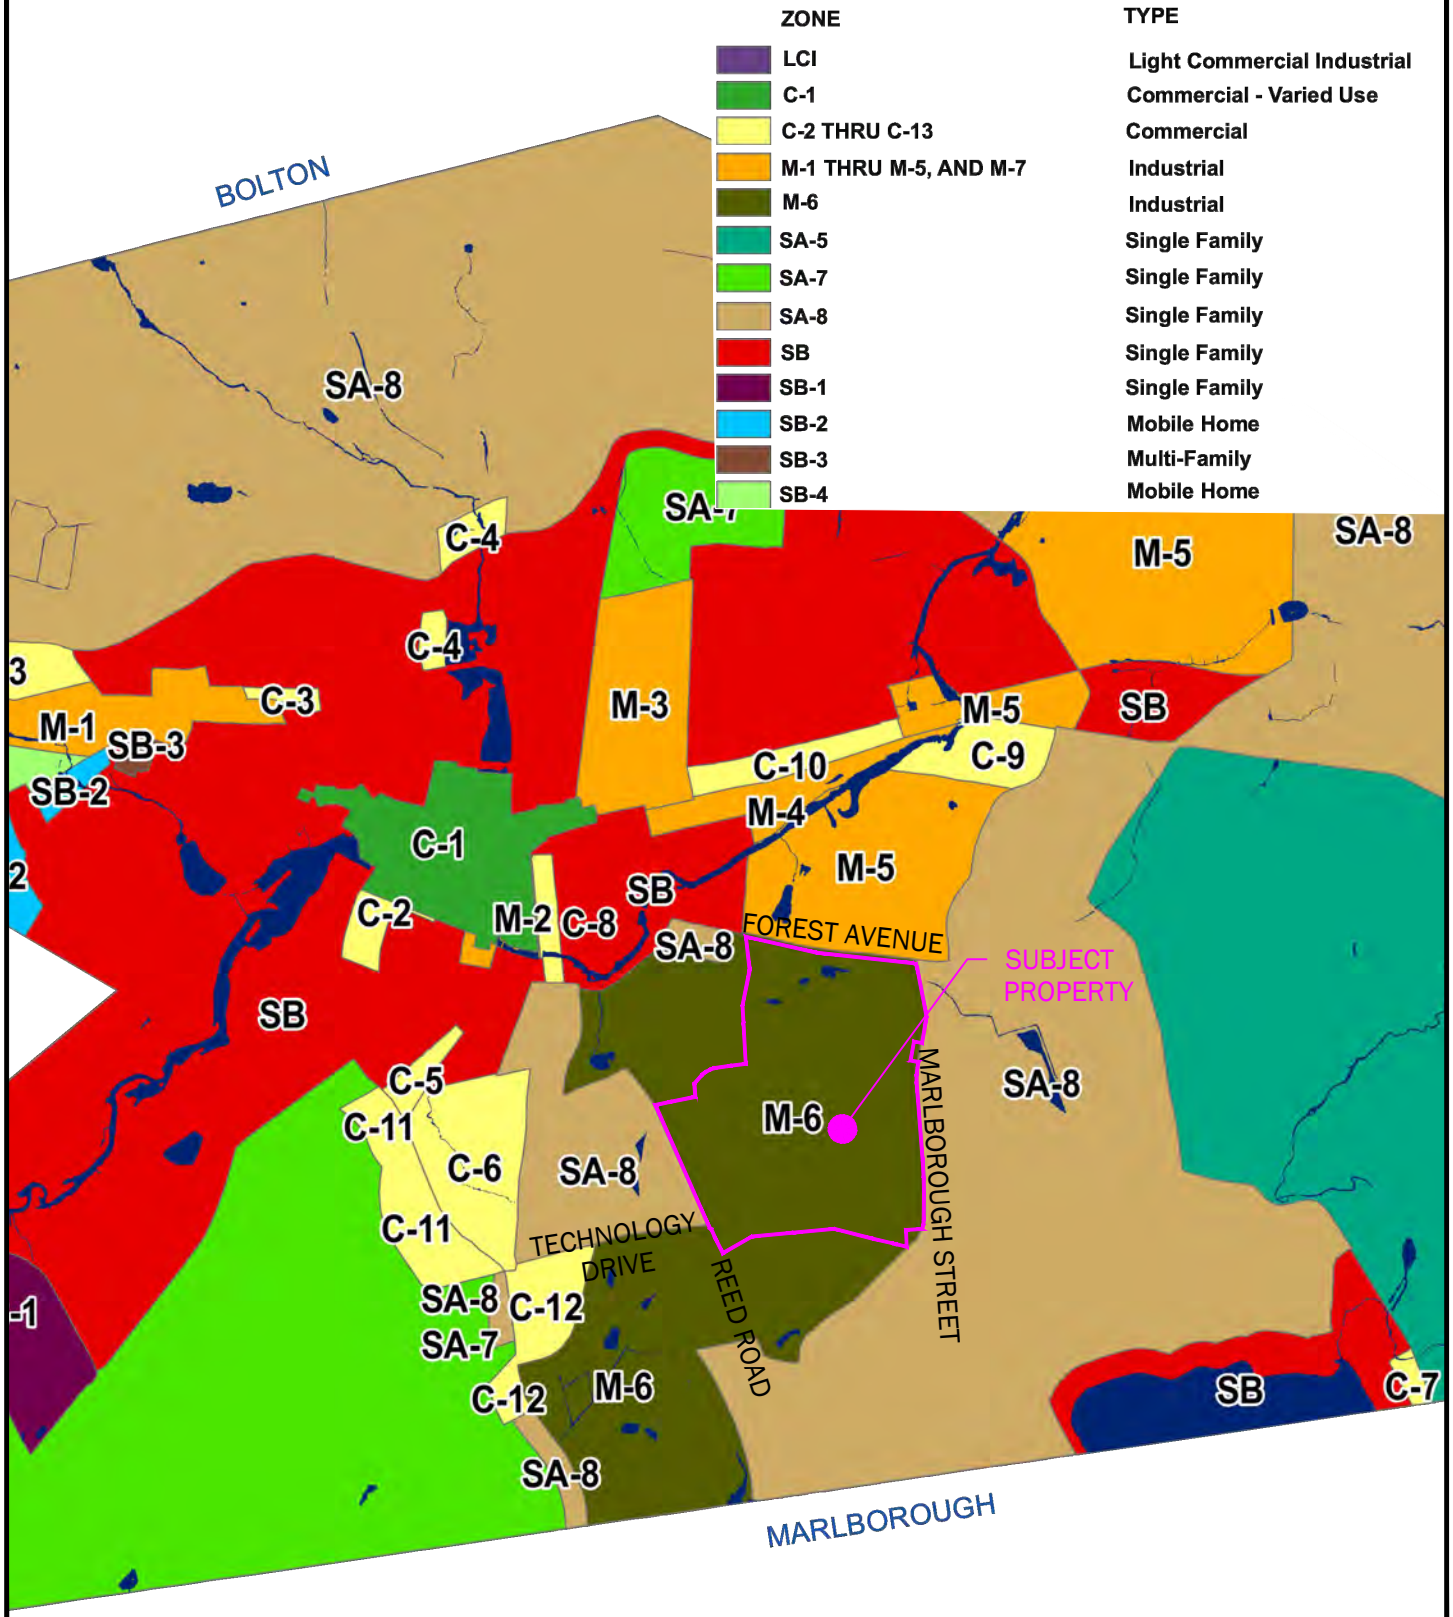 ZONE TYPE
LCI Light Commercial Industrial
C-1 Commercial - Varied Use
C-2 THRU C-13 Commercial
M-1 THRU M-5, AND M-7 Industrial
M-6 Industrial
SA-5 Single Family
SA-7 Single Family
SA-8 Single Family
SB Single Family
SB-1 Single Family
SB-2 Mobile Home
SB-3 Multi-Family
SB-4 Mobile Home
BOLTON
SA-8
SA-7
C-4
SA-8
M-5
C-4
3
C-3
M-3
M-5
SB
M-1
SB-3
C-10
C-9
SB-2
M-4
C-1
M-5
2
SB
C-2
M-2
C-8
SA-8
FOREST AVENUE
SUBJECT
PROPERTY
SB
C-5
SA-8
C-11
M-6
MARLBOROUGH STREET
C-6
SA-8
C-11
TECHNOLOGY
DRIVE
REED ROAD
-1
SA-8
C-12
SA-7
M-6
C-12
SB
C-7
SA-8
MARLBOROUGH